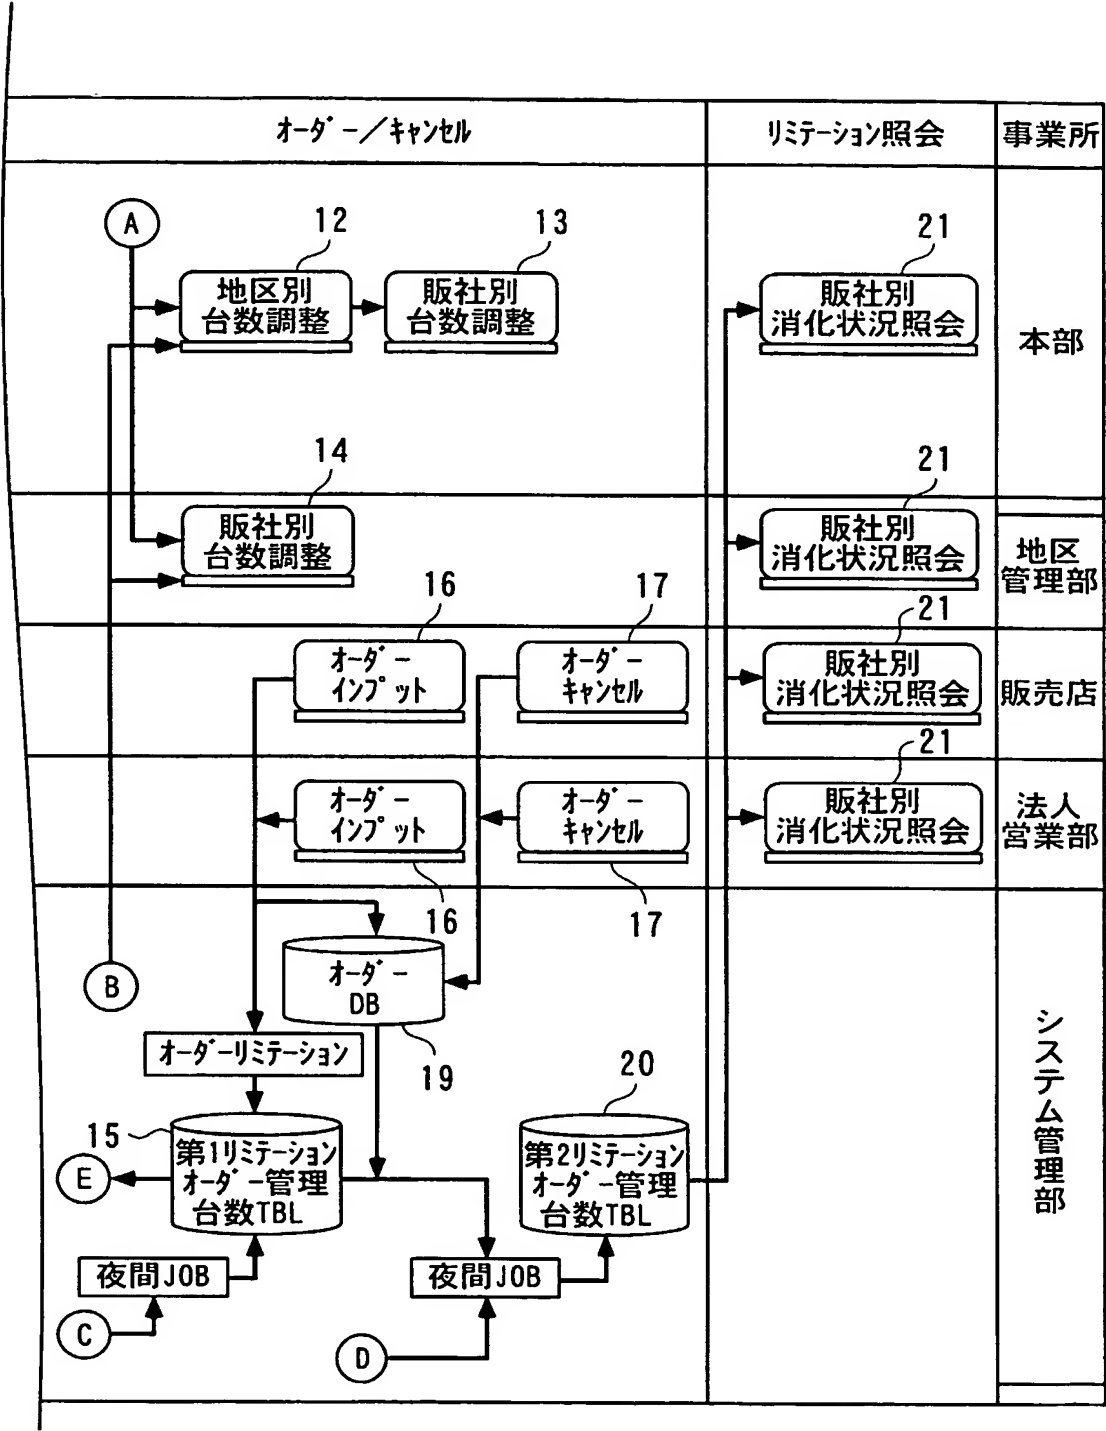 オーダー／キャンセル
リミテーション照会
事業所
A
12
13
21
地区別
台数調整
販社別
台数調整
販社別
消化状況照会
本部
14
21
販社別
台数調整
販社別
消化状況照会
地区
管理部
16
17
21
オーダー
インプット
オーダー
キャンセル
販社別
消化状況照会
販売店
21
オーダー
インプット
オーダー
キャンセル
販社別
消化状況照会
法人
営業部
16
17
B
オーダー
DB
19
オーダーリミテーション
20
15
第1リミテーション
オーダー管理
台数TBL
第2リミテーション
オーダー管理
台数TBL
E
夜間JOB
夜間JOB
C
D
システム管理部